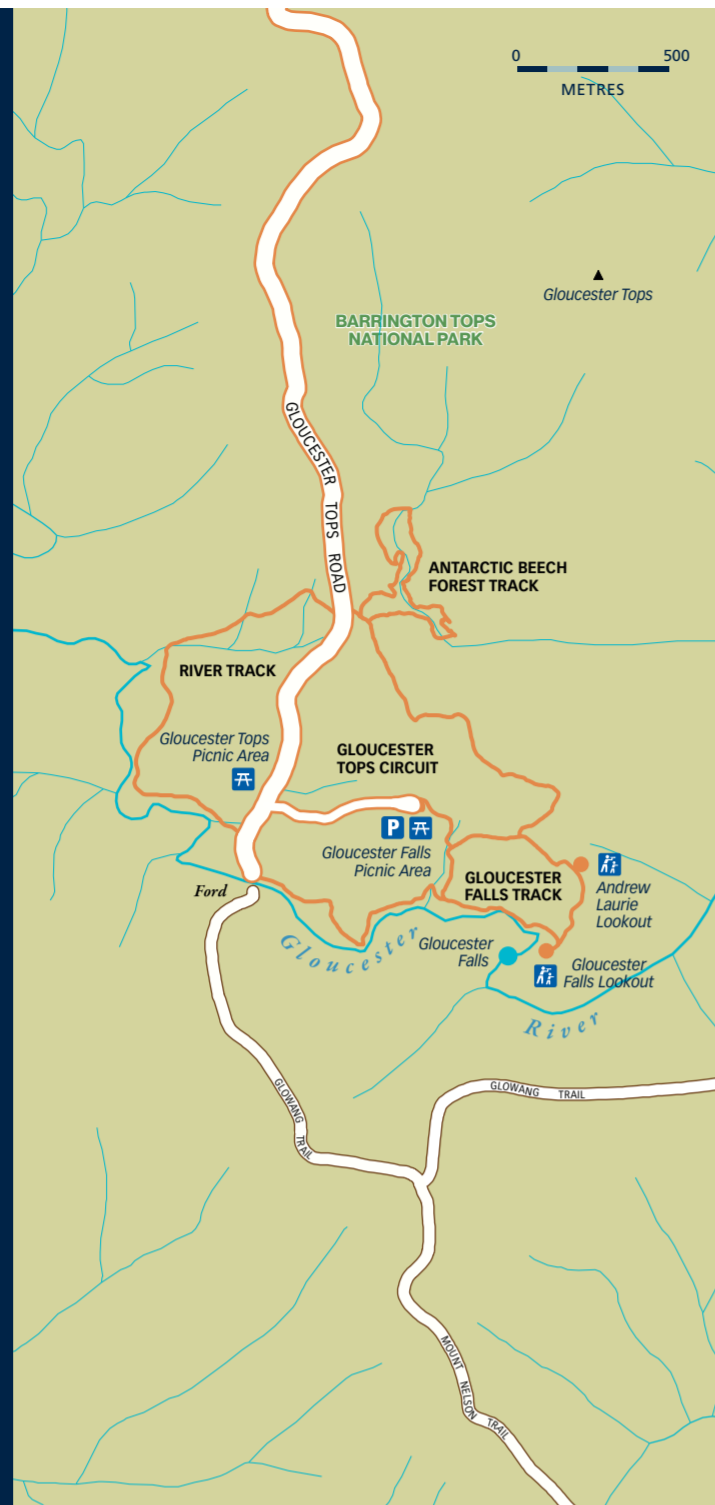 0 500
METRES
Gloucester Tops
BARRINGTON TOPS
NATIONAL PARK
GLOUCESTER TOPS ROAD
ANTARCTIC BEECH
FOREST TRACK
RIVER TRACK
Gloucester Tops
Picnic Area
GLOUCESTER
TOPS CIRCUIT
P
Gloucester Falls
Picnic Area
GLOUCESTER
FALLS TRACK
Andrew
Laurie
Lookout
Ford
Gloucester
Gloucester
Falls
Gloucester
Falls Lookout
River
GLOWANG TRAIL
GLOWANG TRAIL
MOUNT NELSON TRAIL